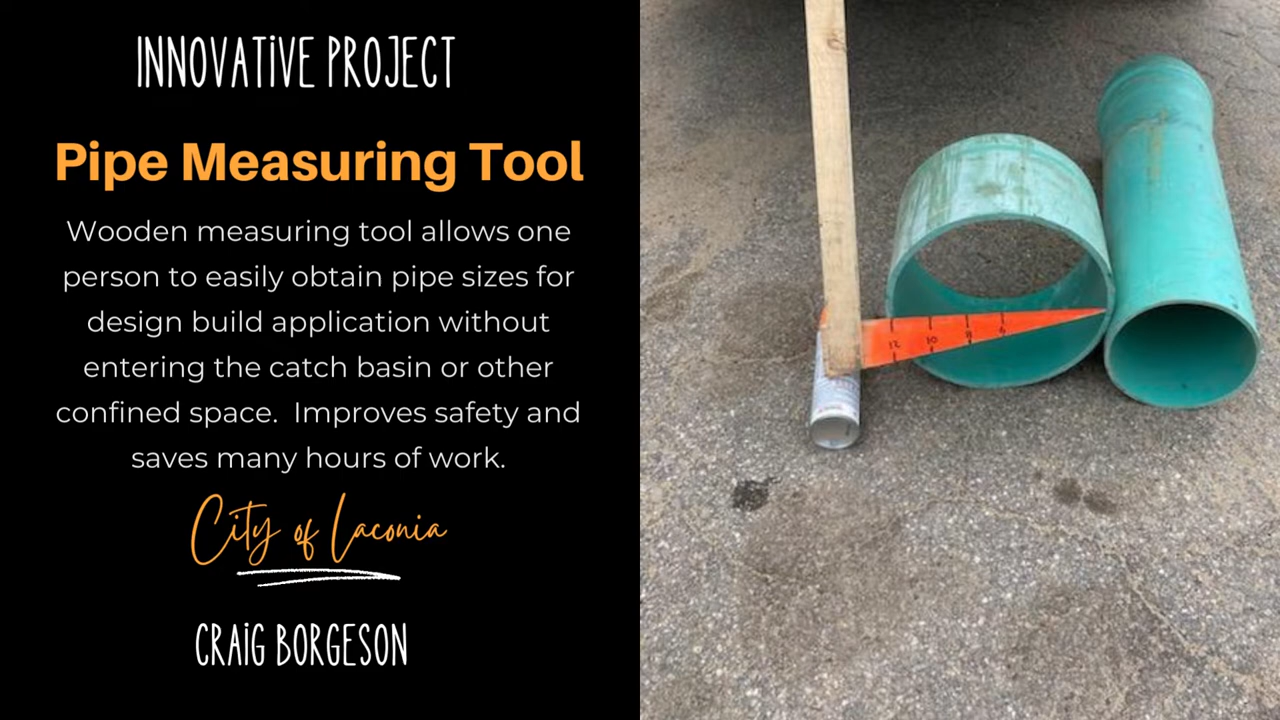 INNOVATIVE PROJECT
Pipe Measuring Tool
Wooden measuring tool allows one
person to easily obtain pipe sizes for
design build application without
entering the catch basin or other
confined space.  Improves safety and
saves many hours of work.
City of Laconia
CRAIG BORGESON
12 10 8 6